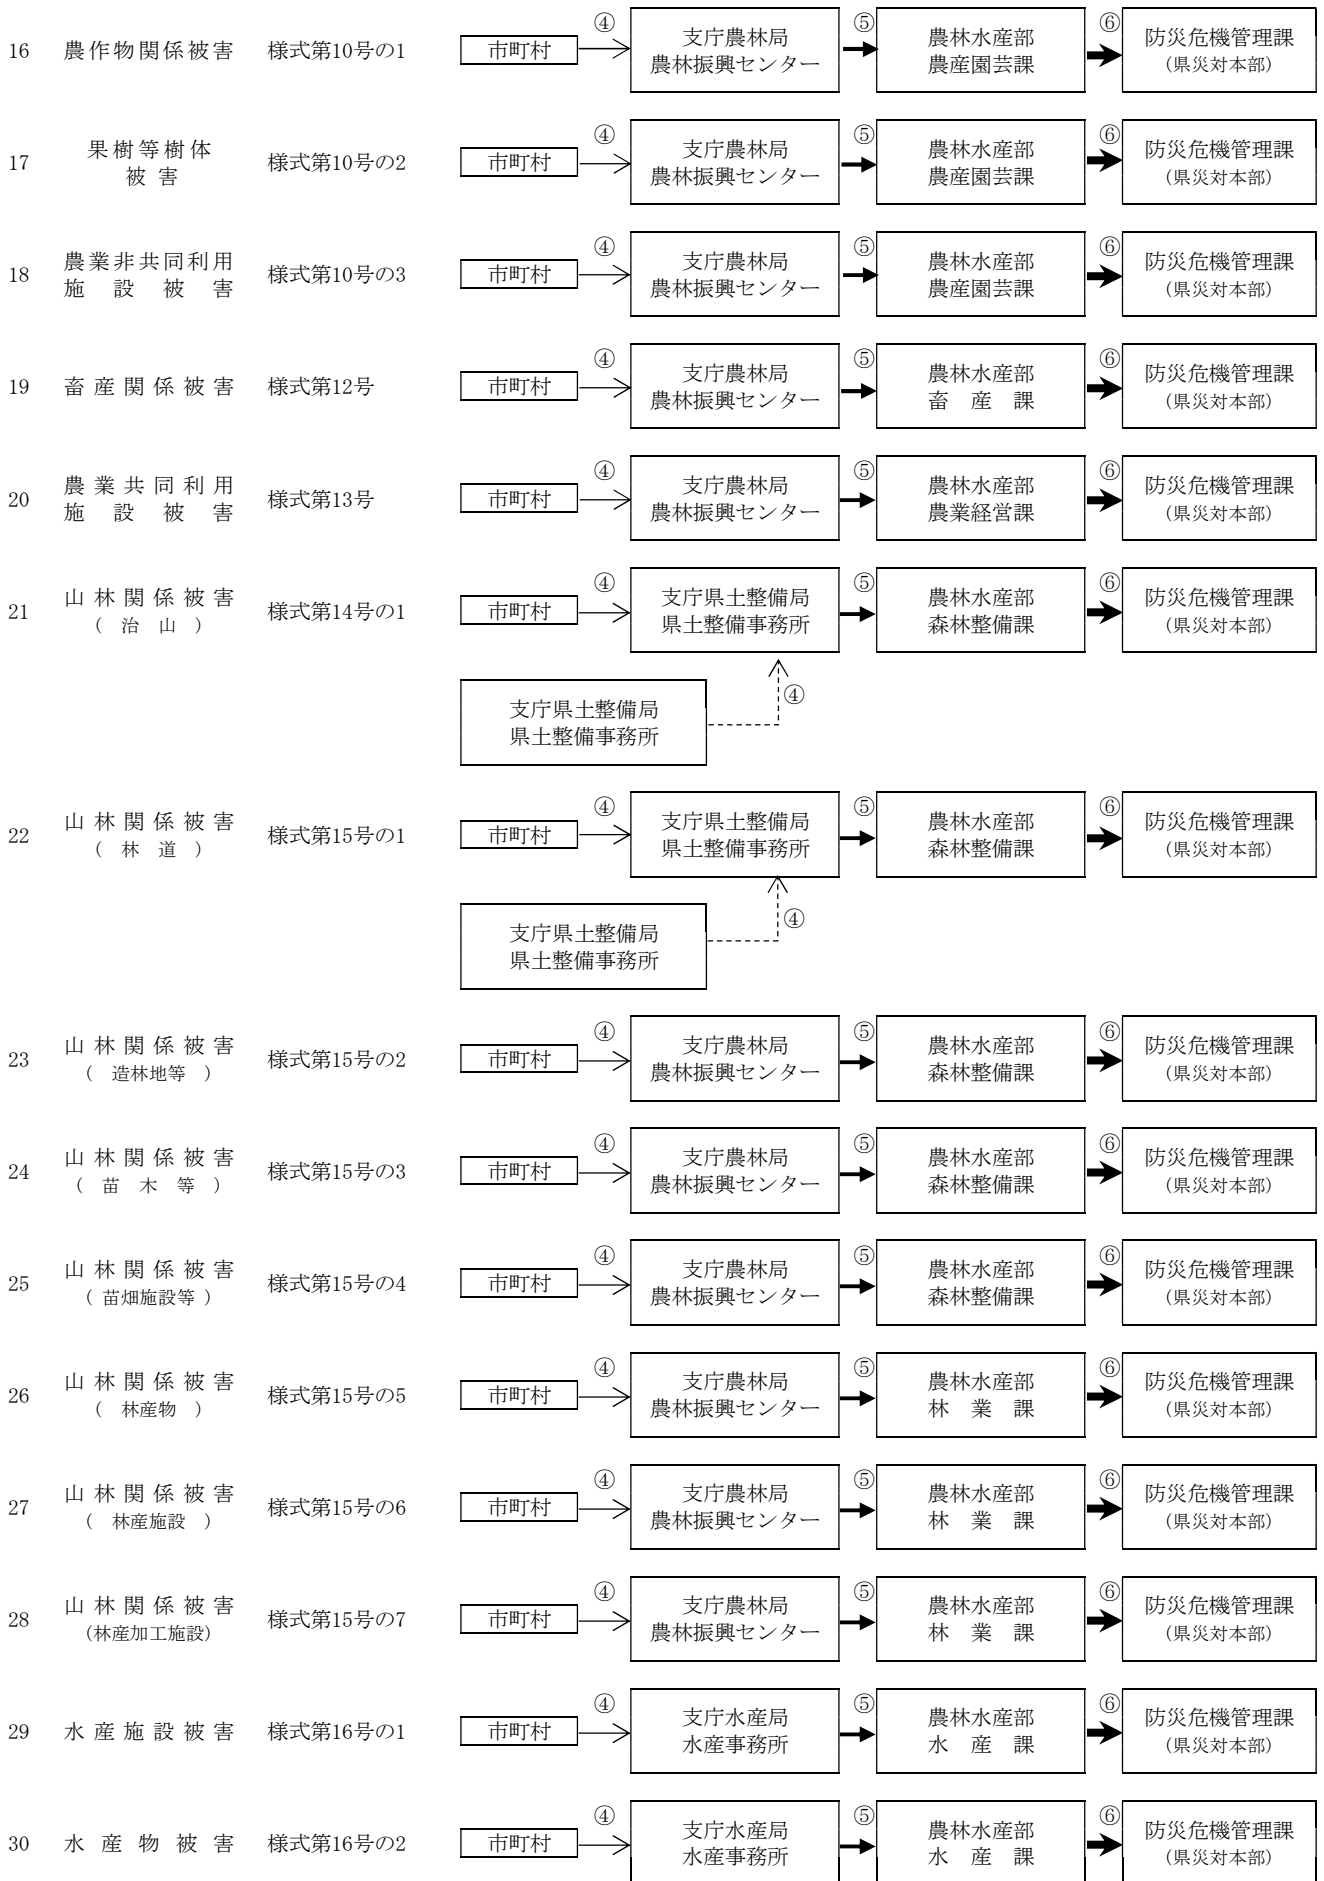 16 農作物関係被害 様式第10号の1 市町村 ④ 支庁農林局 農林振興センター ⑤ 農林水産部 農産園芸課 ⑥ 防災危機管理課 (県災対本部)
17 果樹等樹体 被害 様式第10号の2 市町村 ④ 支庁農林局 農林振興センター ⑤ 農林水産部 農産園芸課 ⑥ 防災危機管理課 (県災対本部)
18 農業非共同利用 施設被害 様式第10号の3 市町村 ④ 支庁農林局 農林振興センター ⑤ 農林水産部 農産園芸課 ⑥ 防災危機管理課 (県災対本部)
19 畜産関係被害 様式第12号 市町村 ④ 支庁農林局 農林振興センター ⑤ 農林水産部 畜産課 ⑥ 防災危機管理課 (県災対本部)
20 農業共同利用 施設被害 様式第13号 市町村 ④ 支庁農林局 農林振興センター ⑤ 農林水産部 農業経営課 ⑥ 防災危機管理課 (県災対本部)
21 山林関係被害 (治山) 様式第14号の1 市町村 ④ 支庁県土整備局 県土整備事務所 ⑤ 農林水産部 森林整備課 ⑥ 防災危機管理課 (県災対本部)
支庁県土整備局 県土整備事務所 ④
22 山林関係被害 (林道) 様式第15号の1 市町村 ④ 支庁県土整備局 県土整備事務所 ⑤ 農林水産部 森林整備課 ⑥ 防災危機管理課 (県災対本部)
支庁県土整備局 県土整備事務所 ④
23 山林関係被害 (造林地等) 様式第15号の2 市町村 ④ 支庁農林局 農林振興センター ⑤ 農林水産部 森林整備課 ⑥ 防災危機管理課 (県災対本部)
24 山林関係被害 (苗木等) 様式第15号の3 市町村 ④ 支庁農林局 農林振興センター ⑤ 農林水産部 森林整備課 ⑥ 防災危機管理課 (県災対本部)
25 山林関係被害 (苗畑施設等) 様式第15号の4 市町村 ④ 支庁農林局 農林振興センター ⑤ 農林水産部 森林整備課 ⑥ 防災危機管理課 (県災対本部)
26 山林関係被害 (林産物) 様式第15号の5 市町村 ④ 支庁農林局 農林振興センター ⑤ 農林水産部 林業課 ⑥ 防災危機管理課 (県災対本部)
27 山林関係被害 (林産施設) 様式第15号の6 市町村 ④ 支庁農林局 農林振興センター ⑤ 農林水産部 林業課 ⑥ 防災危機管理課 (県災対本部)
28 山林関係被害 (林産加工施設) 様式第15号の7 市町村 ④ 支庁農林局 農林振興センター ⑤ 農林水産部 林業課 ⑥ 防災危機管理課 (県災対本部)
29 水産施設被害 様式第16号の1 市町村 ④ 支庁水産局 水産事務所 ⑤ 農林水産部 水産課 ⑥ 防災危機管理課 (県災対本部)
30 水産物被害 様式第16号の2 市町村 ④ 支庁水産局 水産事務所 ⑤ 農林水産部 水産課 ⑥ 防災危機管理課 (県災対本部)